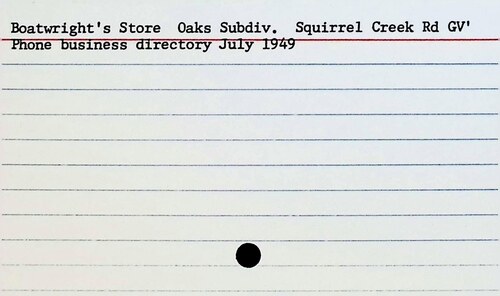 Boatwright's Store  Oaks Subdiv.  Squirrel Creek Rd GV'
Phone business directory July 1949